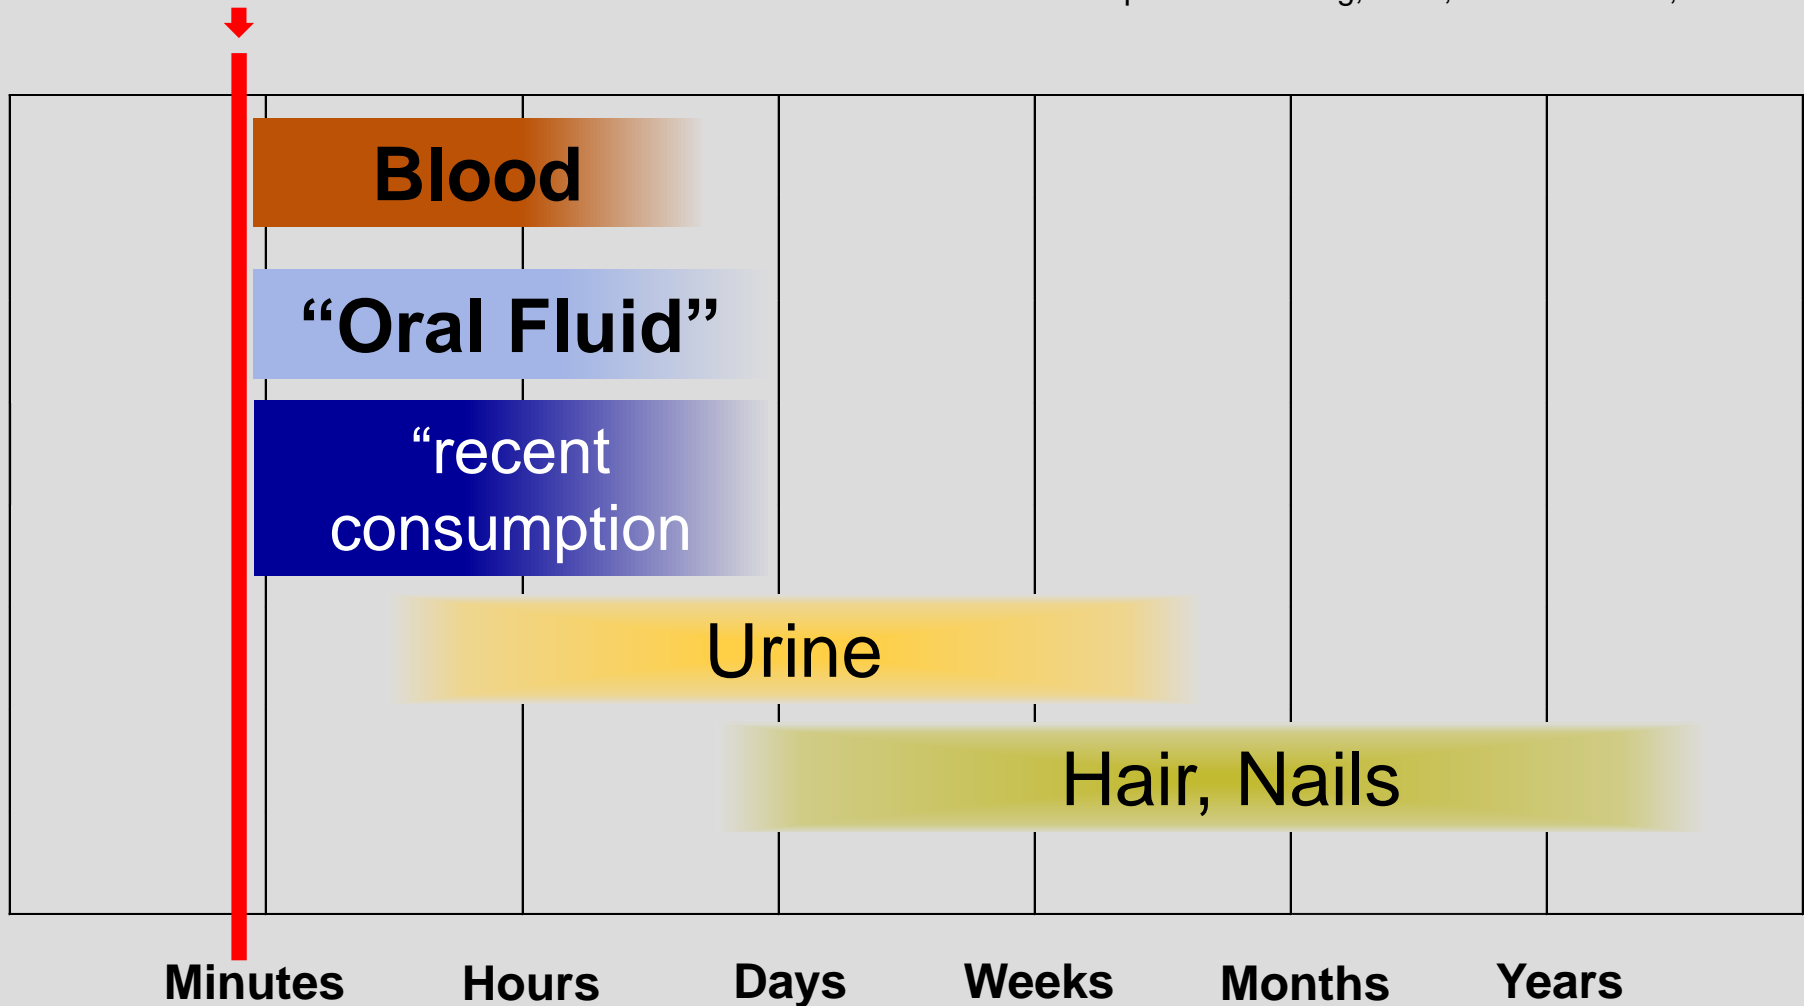 Blood
“Oral Fluid”
“recent
consumption
Urine
Hair, Nails
Minutes Hours Days Weeks Months Years